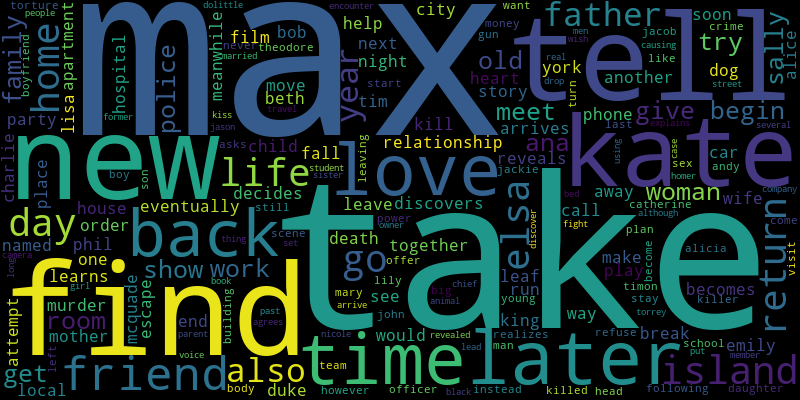 max
tell
take
find
kate
new
later
time
love
back
friend
island
life
go
day
home
father
family
also
elsa
return
ana
year
old
police
room
show
work
get
try
sally
woman
give
begin
meet
city
film
help
bob
theodore
move
beth
next
night
tim
start
story
heart
york
another
dog
turn
soon
phone
car
andy
sex
case
using
last
explains
several
street
crime
like
jacob
men
wish
real
drop
causing
alice
want
money
gun
encounter
dolittle
people
torture
boyfriend
apartment
lisa
hospital
meanwhile
never
married
former
kiss
jason
travel
kill
arrives
reveals
relationship
jackie
leaving
fall
student
sister
child
asks
decides
party
charlie
place
boy
son
house
order
eventually
still
leave
discovers
death
together
power
owner
offer
scene
set
thing
named
phil
one
learns
girl
murder
mother
attempt
long
camera
left
local
mcquade
escape
end
parent
voice
past
agrees
book
building
body
duke
team
however
nicole
mary
arrive
john
lily
see
would
big
animal
chief
young
leaf
run
king
realizes
man
revealed
lead
officer
black
instead
killed
head
following
daughter
member
put
school
emily
break
refuse
way
call
away
fight
discover
bed
wife
catherine
although
plan
make
play
become
becomes
timon
stay
torrey
killer
alicia
homer
company
come
visit